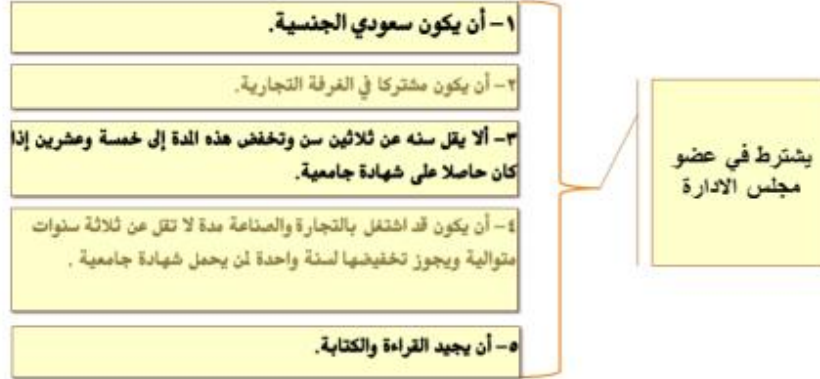 يشترط في عضو
مجلس الادارة
١– أن يكون سعودي الجنسية.
٢– أن يكون مشتركا في الغرفة التجارية.
٣– ألا يقل سنه عن ثلاثين سن وتخفض هذه المدة إلى خمسة وعشرين إذا
كان حاصلا على شهادة جامعية.
٤– أن يكون قد اشتغل بالتجارة والصناعة مدة لا تقل عن ثلاثة سنوات
متوالية ويجوز تخفيضها لسنة واحدة لمن يحمل شهادة جامعية .
٥– أن يجيد القراءة والكتابة.